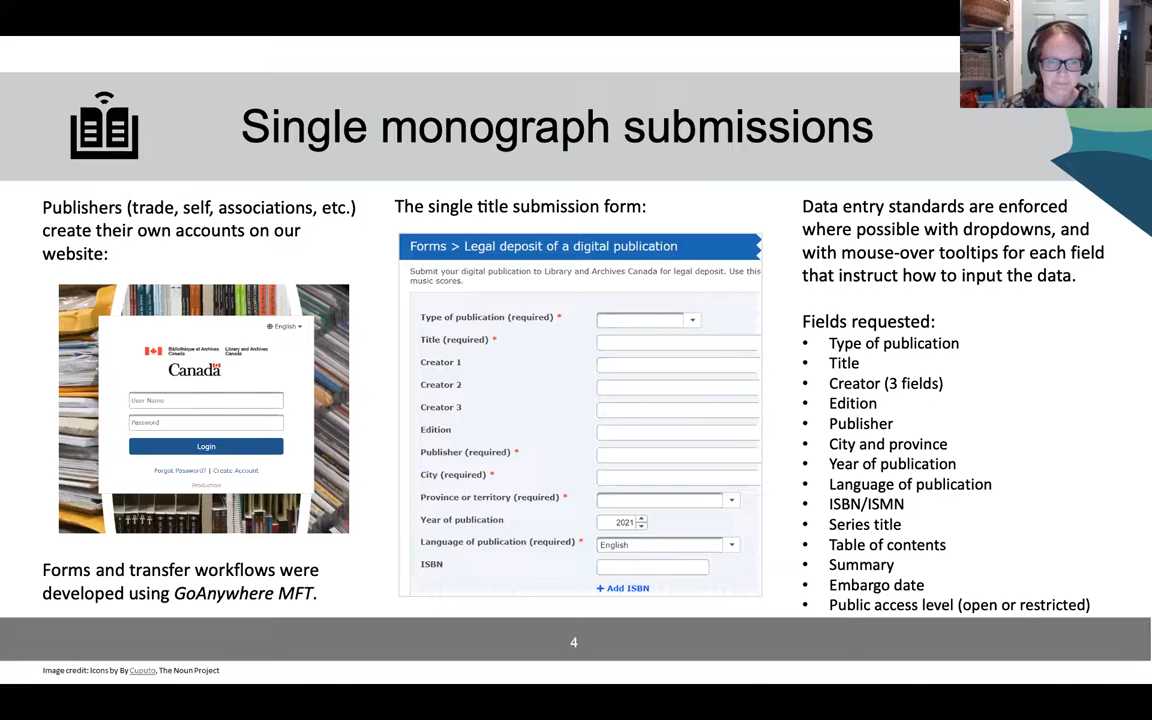 Single monograph submissions
Publishers (trade, self, associations, etc.)
create their own accounts on our
website:
English
Bibliothèque et Archives
Canada
Library and Archives
Canada
Canada
User Name
Password
Login
Forgot Password? | Create Account
Production
Forms and transfer workflows were
developed using GoAnywhere MFT.
The single title submission form:
Forms > Legal deposit of a digital publication
Submit your digital publication to Library and Archives Canada for legal deposit. Use this
music scores.
Type of publication (required) *
Title (required) *
Creator 1
Creator 2
Creator 3
Edition
Publisher (required) *
City (required) *
Province or territory (required) *
Year of publication
2021
Language of publication (required) *
English
ISBN
+ Add ISBN
Data entry standards are enforced
where possible with dropdowns, and
with mouse-over tooltips for each field
that instruct how to input the data.
Fields requested:
• Type of publication
• Title
• Creator (3 fields)
• Edition
• Publisher
• City and province
• Year of publication
• Language of publication
• ISBN/ISMN
• Series title
• Table of contents
• Summary
• Embargo date
• Public access level (open or restricted)
4
Image credit: Icons by By Cuputo, The Noun Project